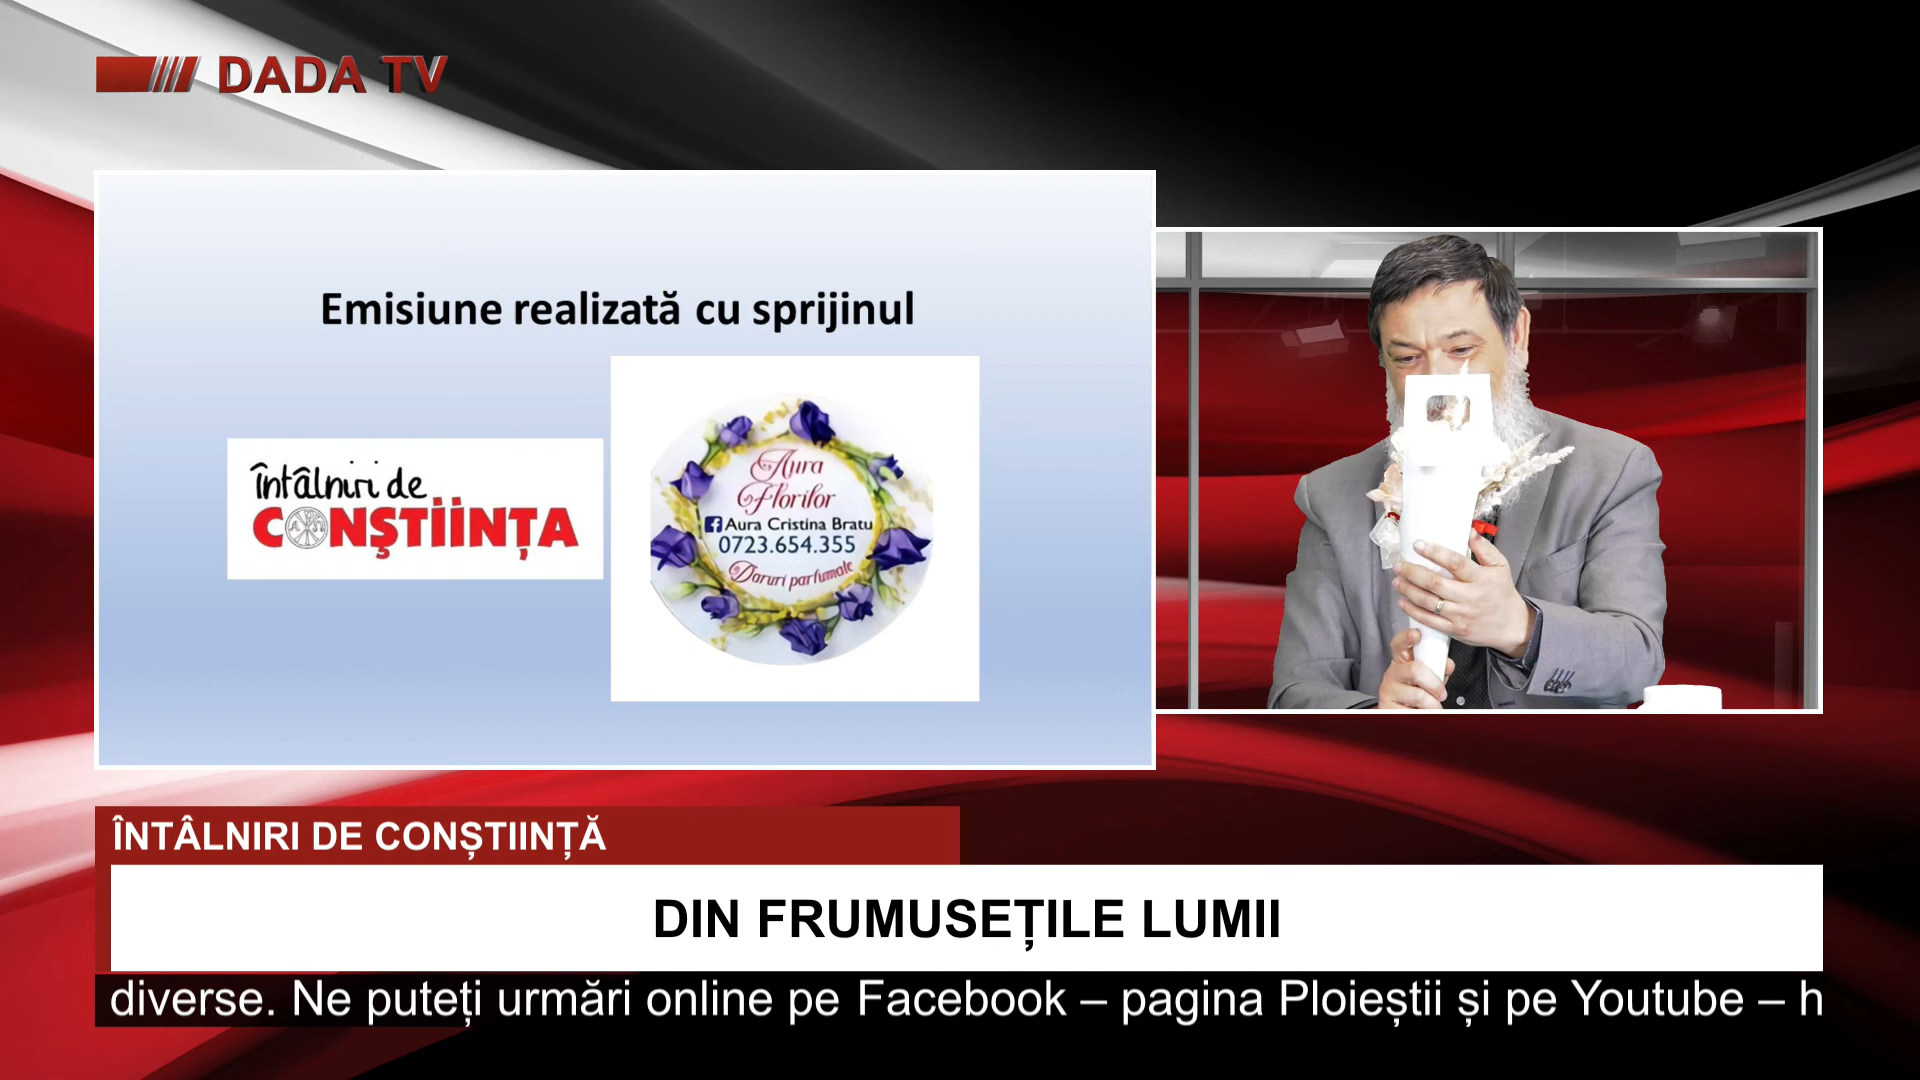 DADA TV
Emisiune realizată cu sprijinul
întâlniri de
CONȘTIINȚA
Aura
Florilor
Aura Cristina Bratu
0723.654.355
Daruri parfumate
ÎNTÂLNIRI DE CONȘTIINȚĂ
DIN FRUMUSEȚILE LUMII
diverse. Ne puteți urmări online pe Facebook – pagina Ploieștii și pe Youtube – h